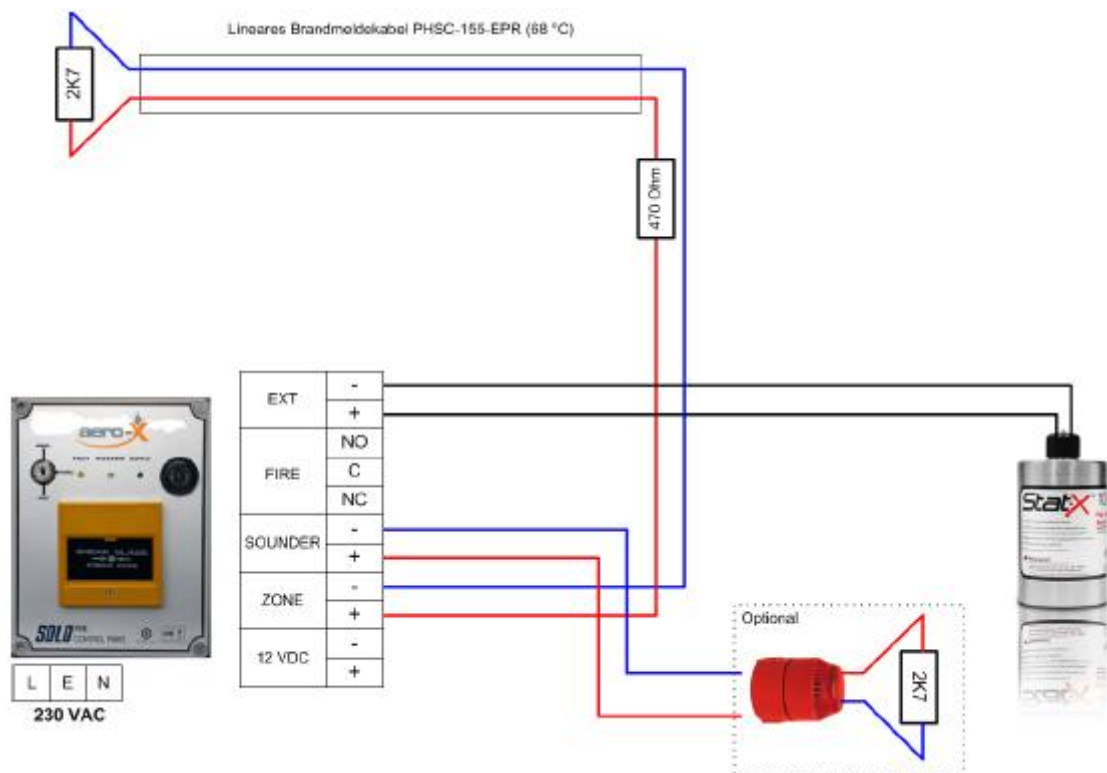 Lineares Brandmeldekabel PHSC-155-EPR (68 °C)
2K7
470 Ohm
EXT
-
+
FIRE
NO
C
NC
SOUNDER
-
+
ZONE
-
+
12 VDC
-
+
aero-X
SOLO
CONTROL PANEL
L E N
230 VAC
Optional
2K7
Stat-X